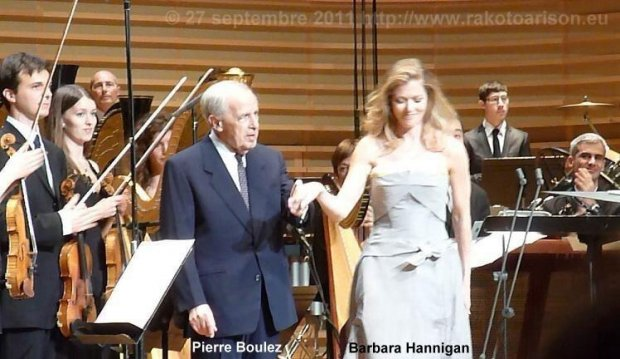 © 27 septembre 2011 http://www.rakotoarison.eu
Pierre Boulez
Barbara Hannigan